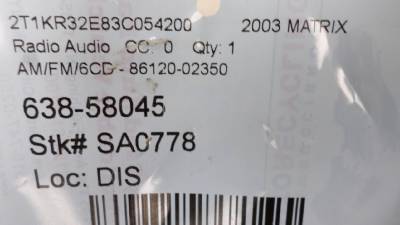 2T1KR32E83C054200 2003 MATRIX
Radio Audio CC: 0 Qty: 1
AM/FM/6CD - 86120-02350
638-58045
Stk# SA0778
Loc: DIS